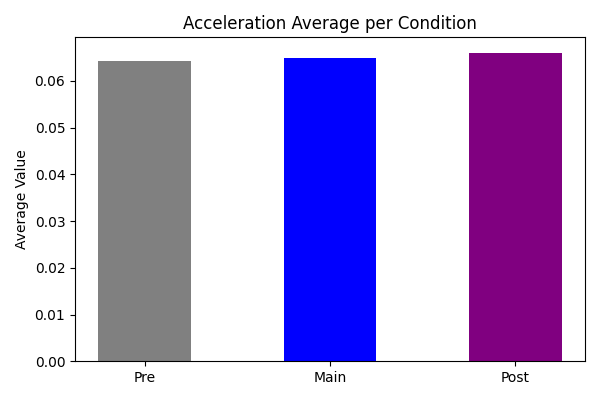 Acceleration Average per Condition
Average Value
0.06
0.05
0.04
0.03
0.02
0.01
0.00
Pre
Main
Post